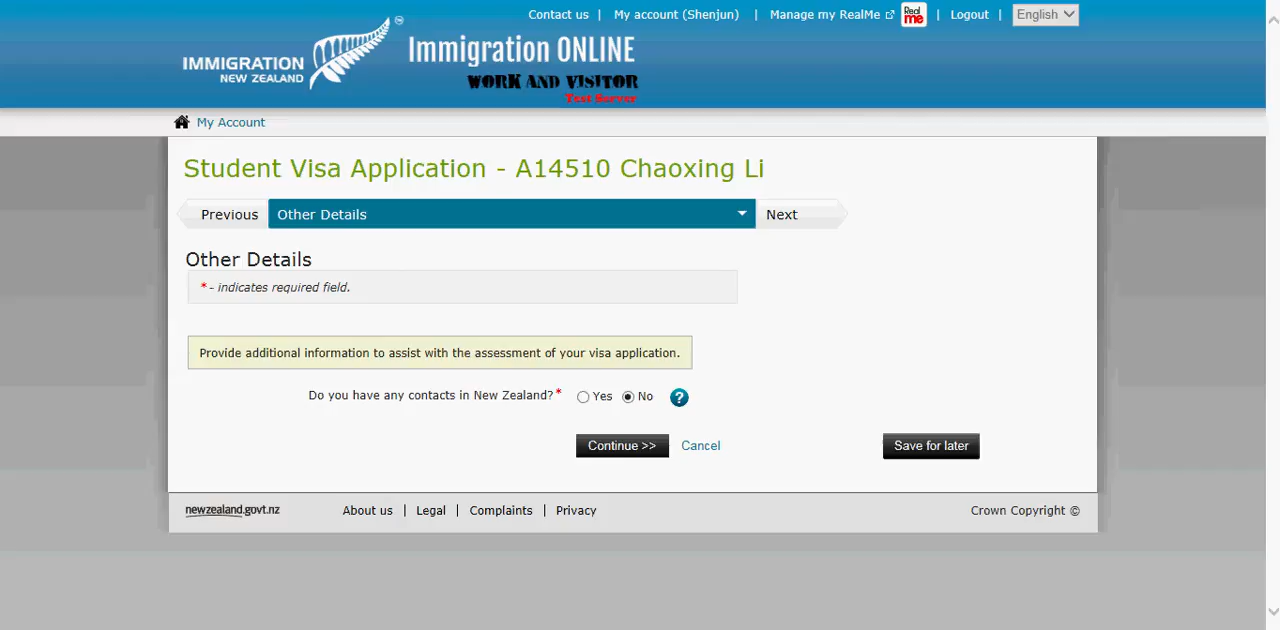 Contact us | My account (Shenjun) | Manage my RealMe Real me | Logout | English
IMMIGRATION
NEW ZEALAND
TM
Immigration ONLINE
WORK AND VISITOR
Test Server
My Account
Student Visa Application - A14510 Chaoxing Li
Previous Other Details Next
Other Details
* - indicates required field.
Provide additional information to assist with the assessment of your visa application.
Do you have any contacts in New Zealand?* Yes No ?
Continue >> Cancel Save for later
newzealand.govt.nz About us | Legal | Complaints | Privacy Crown Copyright ©